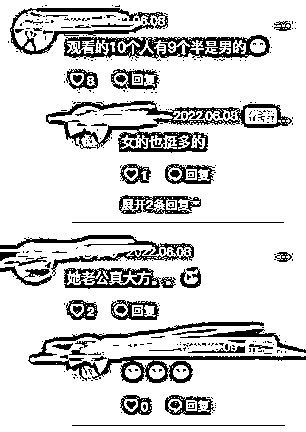 06.08
观看的10个人有9个半是男的
8 回复
2022.06.08 作者
女的也挺多的
1 回复
展开2条回复
2022.06.08
她老公真大方。。
2 回复
0 回复